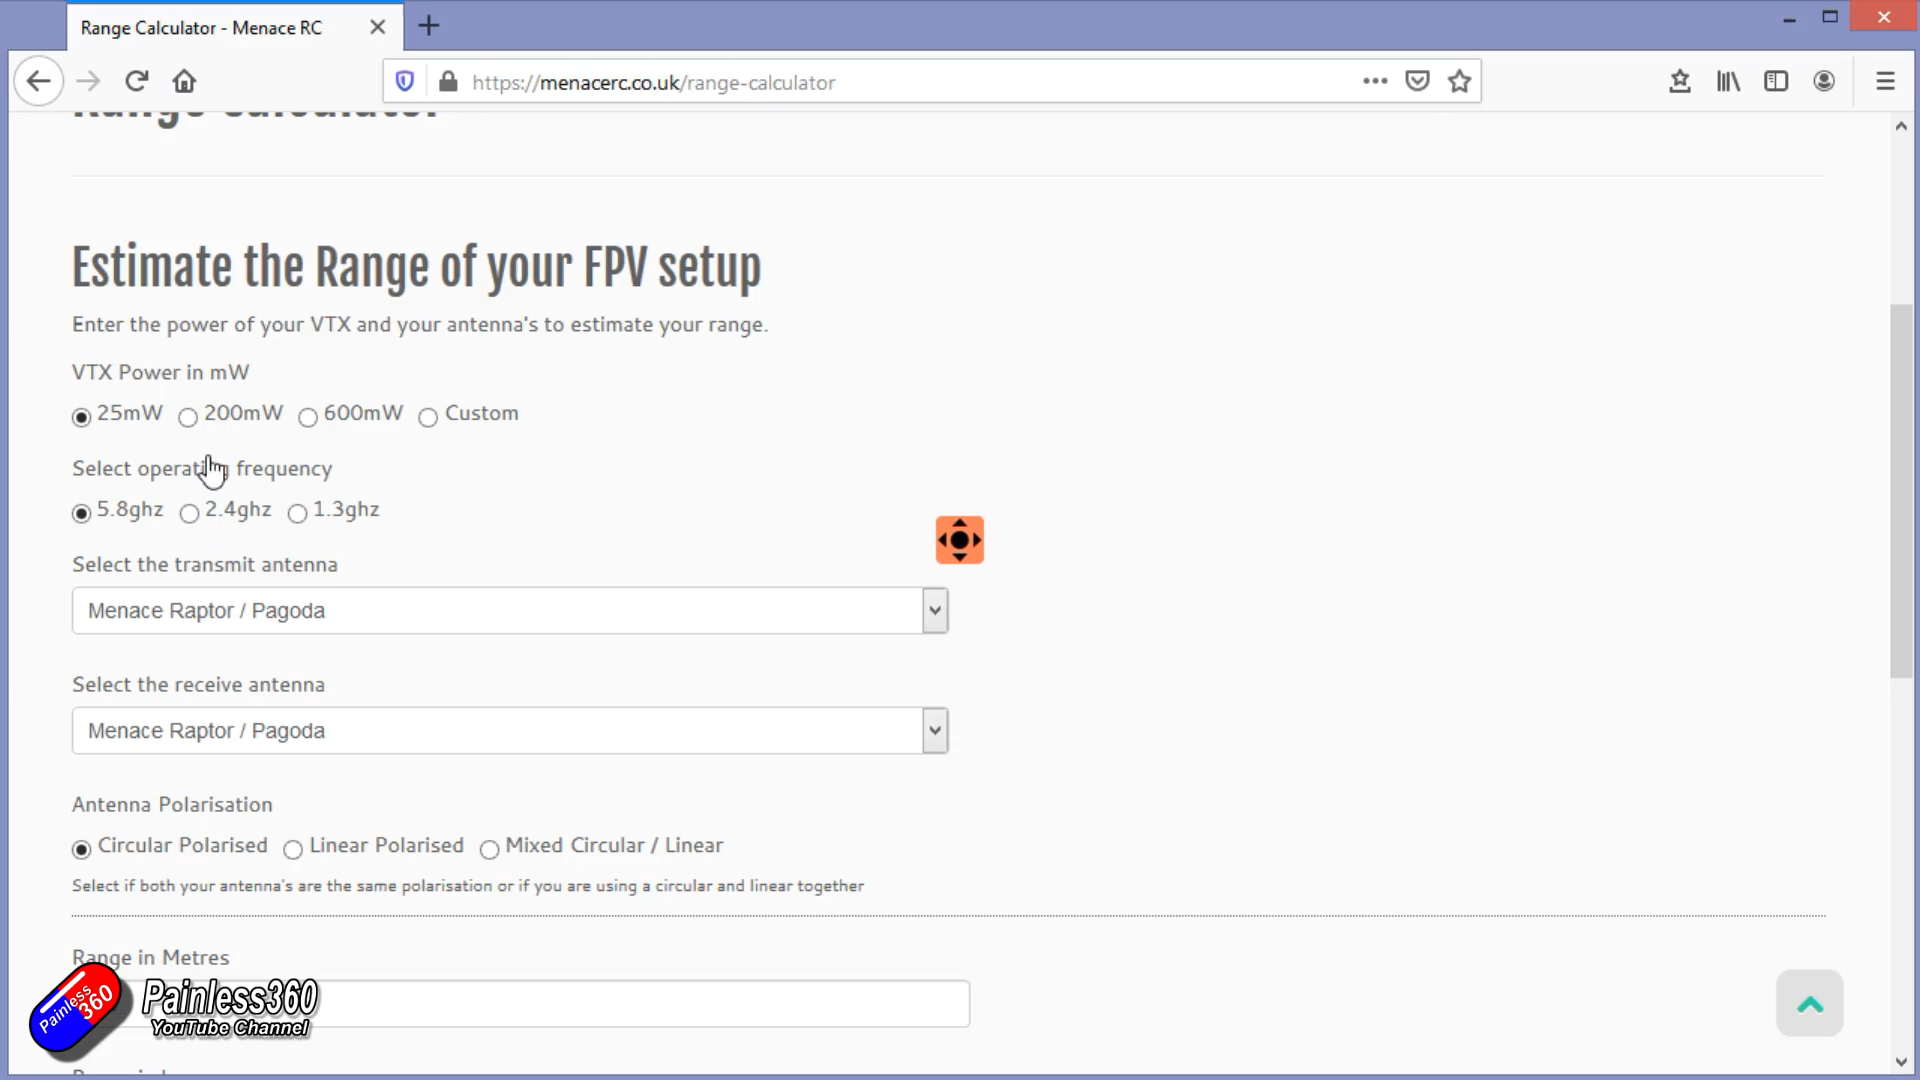 Range Calculator - Menace RC
https://menacerc.co.uk/range-calculator
Range Calculator
Estimate the Range of your FPV setup
Enter the power of your VTX and your antenna's to estimate your range.
VTX Power in mW
25mW 200mW 600mW Custom
Select operating frequency
5.8ghz 2.4ghz 1.3ghz
Select the transmit antenna
Menace Raptor / Pagoda
Select the receive antenna
Menace Raptor / Pagoda
Antenna Polarisation
Circular Polarised Linear Polarised Mixed Circular / Linear
Select if both your antenna's are the same polarisation or if you are using a circular and linear together
Range in Metres
Painless 360
Painless360
YouTube Channel